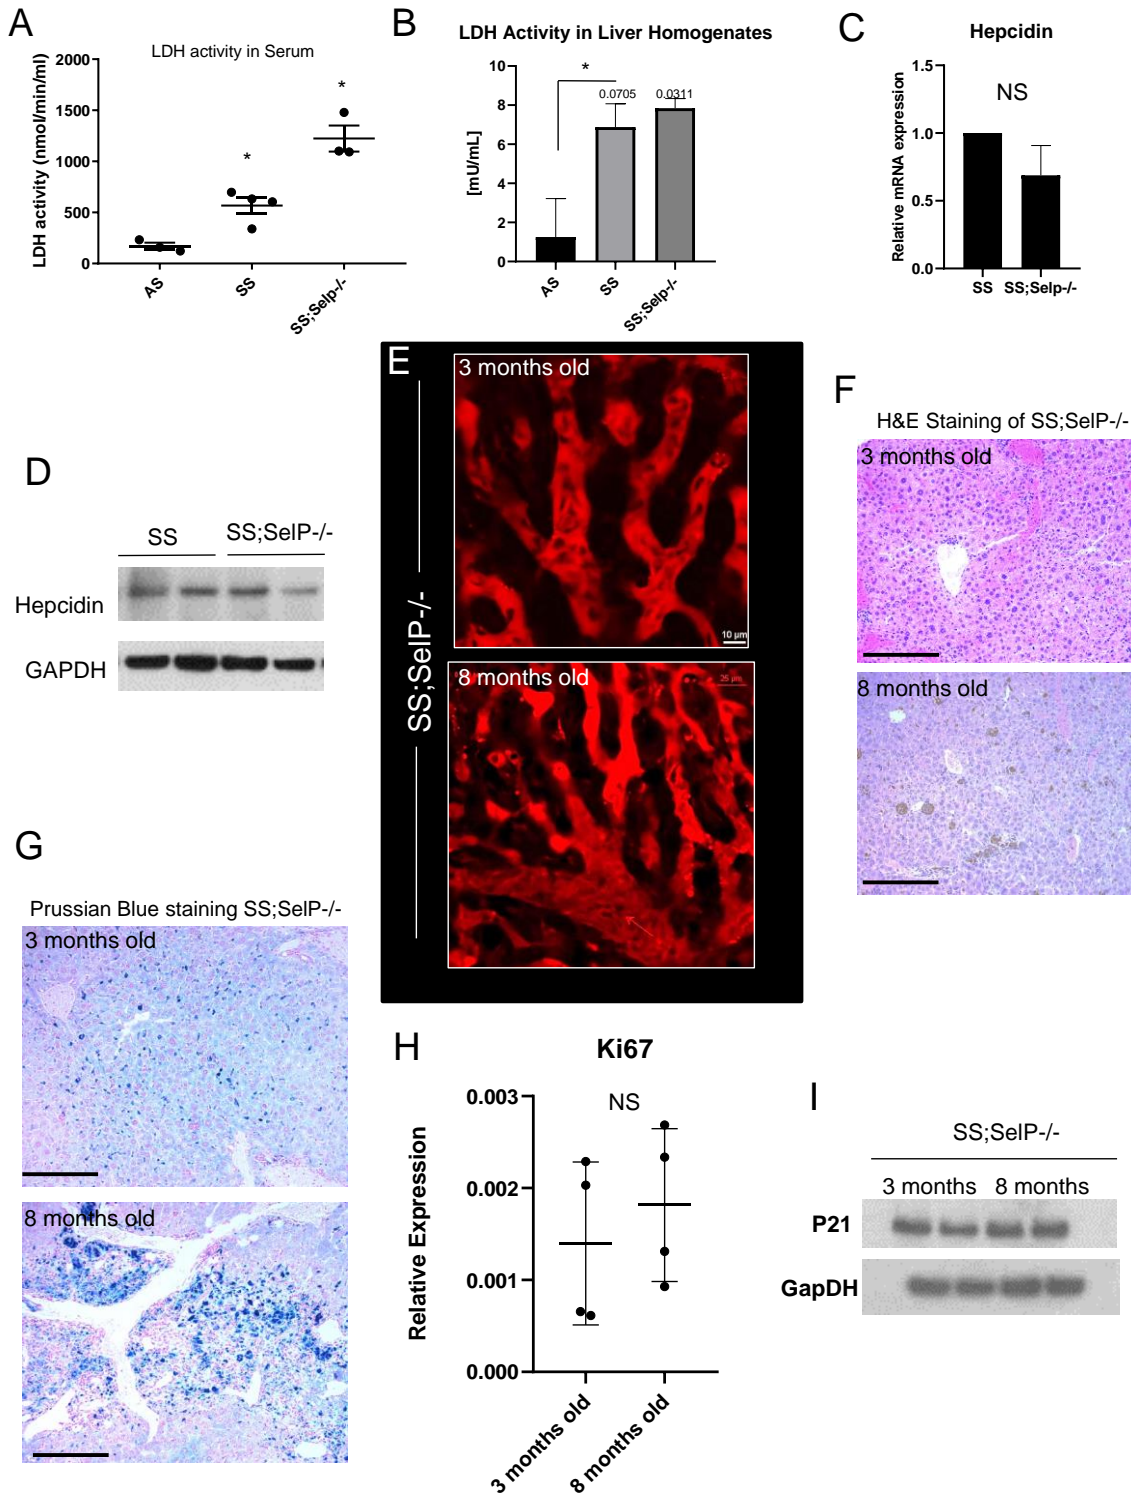 A
LDH activity in Serum
LDH activity (nmol/min/ml)
2000
1500
1000
500
0
*
*
AS
SS
SS;Selp-/-
B
LDH Activity in Liver Homogenates
[mU/mL]
10
8
6
4
2
0
*
0.0705
0.0311
AS
SS
SS;Selp-/-
C
Hepcidin
Relative mRNA expression
1.5
1.0
0.5
0.0
NS
SS
SS;Selp-/-
D
SS
SS;SelP-/-
Hepcidin
GAPDH
E
SS;SelP-/-
3 months old
10 µm
8 months old
25 µm
F
H&E Staining of SS;SelP-/-
3 months old
8 months old
G
Prussian Blue staining SS;SelP-/-
3 months old
8 months old
H
Ki67
Relative Expression
0.003
0.002
0.001
0.000
NS
3 months old
8 months old
I
SS;SelP-/-
3 months
8 months
P21
GapDH